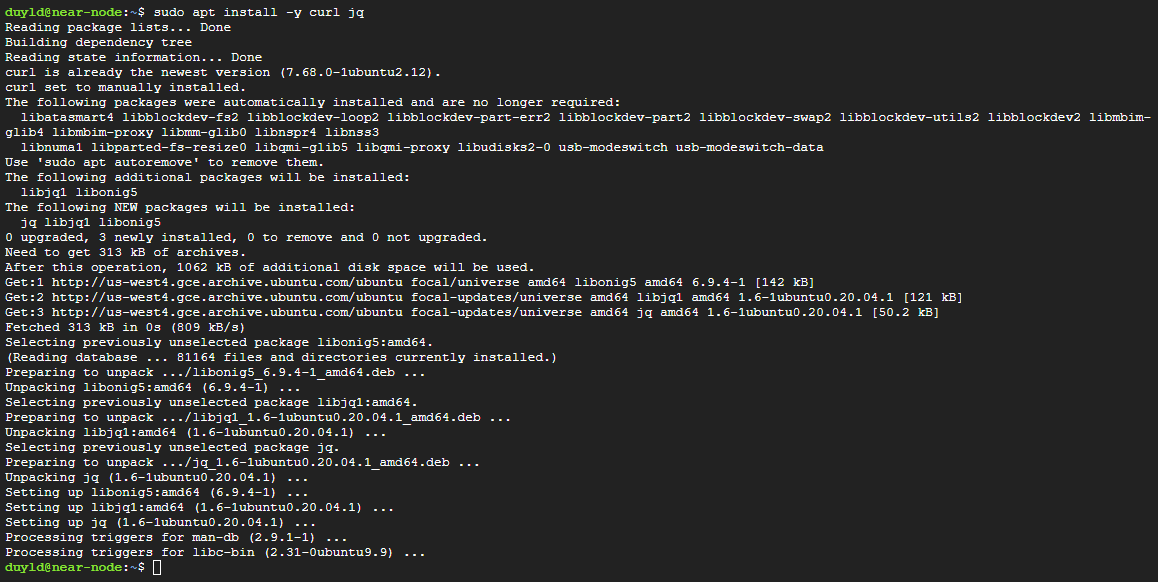 duyld@near-node:~$ sudo apt install -y curl jq
Reading package lists... Done
Building dependency tree
Reading state information... Done
curl is already the newest version (7.68.0-1ubuntu2.12).
curl set to manually installed.
The following packages were automatically installed and are no longer required:
  libatasmart4 libblockdev-fs2 libblockdev-loop2 libblockdev-part-err2 libblockdev-part2 libblockdev-swap2 libblockdev-utils2 libblockdev2 libmbim-
glib4 libmbim-proxy libmm-glib0 libnspr4 libnss3
  libnuma1 libparted-fs-resize0 libqmi-glib5 libqmi-proxy libudisks2-0 usb-modeswitch usb-modeswitch-data
Use 'sudo apt autoremove' to remove them.
The following additional packages will be installed:
  libjq1 libonig5
The following NEW packages will be installed:
  jq libjq1 libonig5
0 upgraded, 3 newly installed, 0 to remove and 0 not upgraded.
Need to get 313 kB of archives.
After this operation, 1062 kB of additional disk space will be used.
Get:1 http://us-west4.gce.archive.ubuntu.com/ubuntu focal/universe amd64 libonig5 amd64 6.9.4-1 [142 kB]
Get:2 http://us-west4.gce.archive.ubuntu.com/ubuntu focal-updates/universe amd64 libjq1 amd64 1.6-1ubuntu0.20.04.1 [121 kB]
Get:3 http://us-west4.gce.archive.ubuntu.com/ubuntu focal-updates/universe amd64 jq amd64 1.6-1ubuntu0.20.04.1 [50.2 kB]
Fetched 313 kB in 0s (809 kB/s)
Selecting previously unselected package libonig5:amd64.
(Reading database ... 81164 files and directories currently installed.)
Preparing to unpack .../libonig5_6.9.4-1_amd64.deb ...
Unpacking libonig5:amd64 (6.9.4-1) ...
Selecting previously unselected package libjq1:amd64.
Preparing to unpack .../libjq1_1.6-1ubuntu0.20.04.1_amd64.deb ...
Unpacking libjq1:amd64 (1.6-1ubuntu0.20.04.1) ...
Selecting previously unselected package jq.
Preparing to unpack .../jq_1.6-1ubuntu0.20.04.1_amd64.deb ...
Unpacking jq (1.6-1ubuntu0.20.04.1) ...
Setting up libonig5:amd64 (6.9.4-1) ...
Setting up libjq1:amd64 (1.6-1ubuntu0.20.04.1) ...
Setting up jq (1.6-1ubuntu0.20.04.1) ...
Processing triggers for man-db (2.9.1-1) ...
Processing triggers for libc-bin (2.31-0ubuntu9.9) ...
duyld@near-node:~$